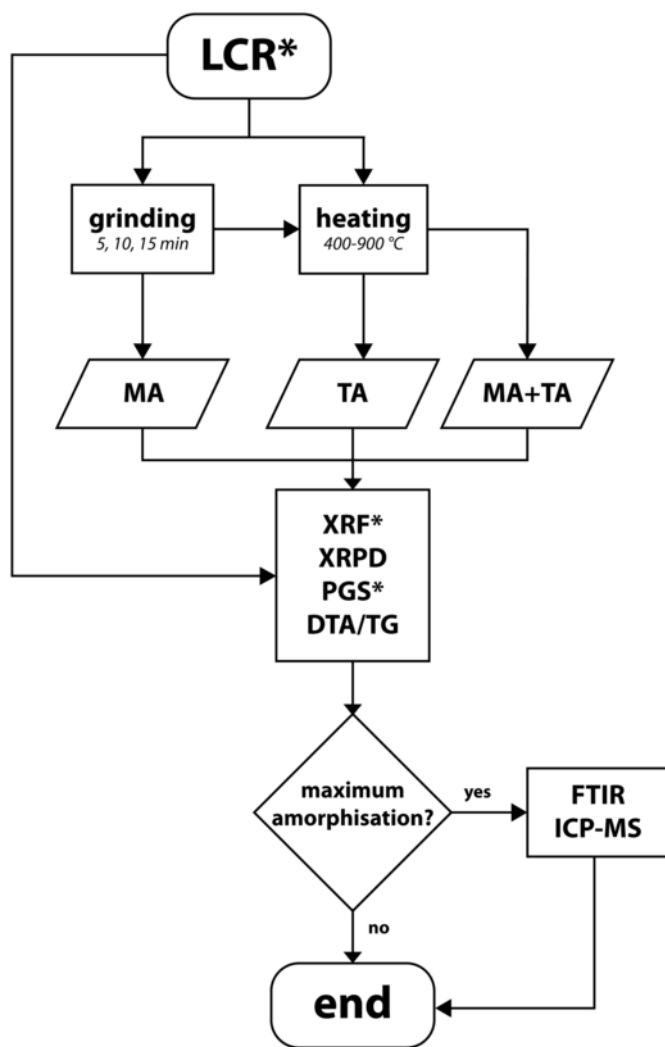 LCR*
grinding
5, 10, 15 min
heating
400-900 °C
MA
TA
MA+TA
XRF*
XRPD
PGS*
DTA/TG
maximum
amorphisation?
yes
FTIR
ICP-MS
no
end